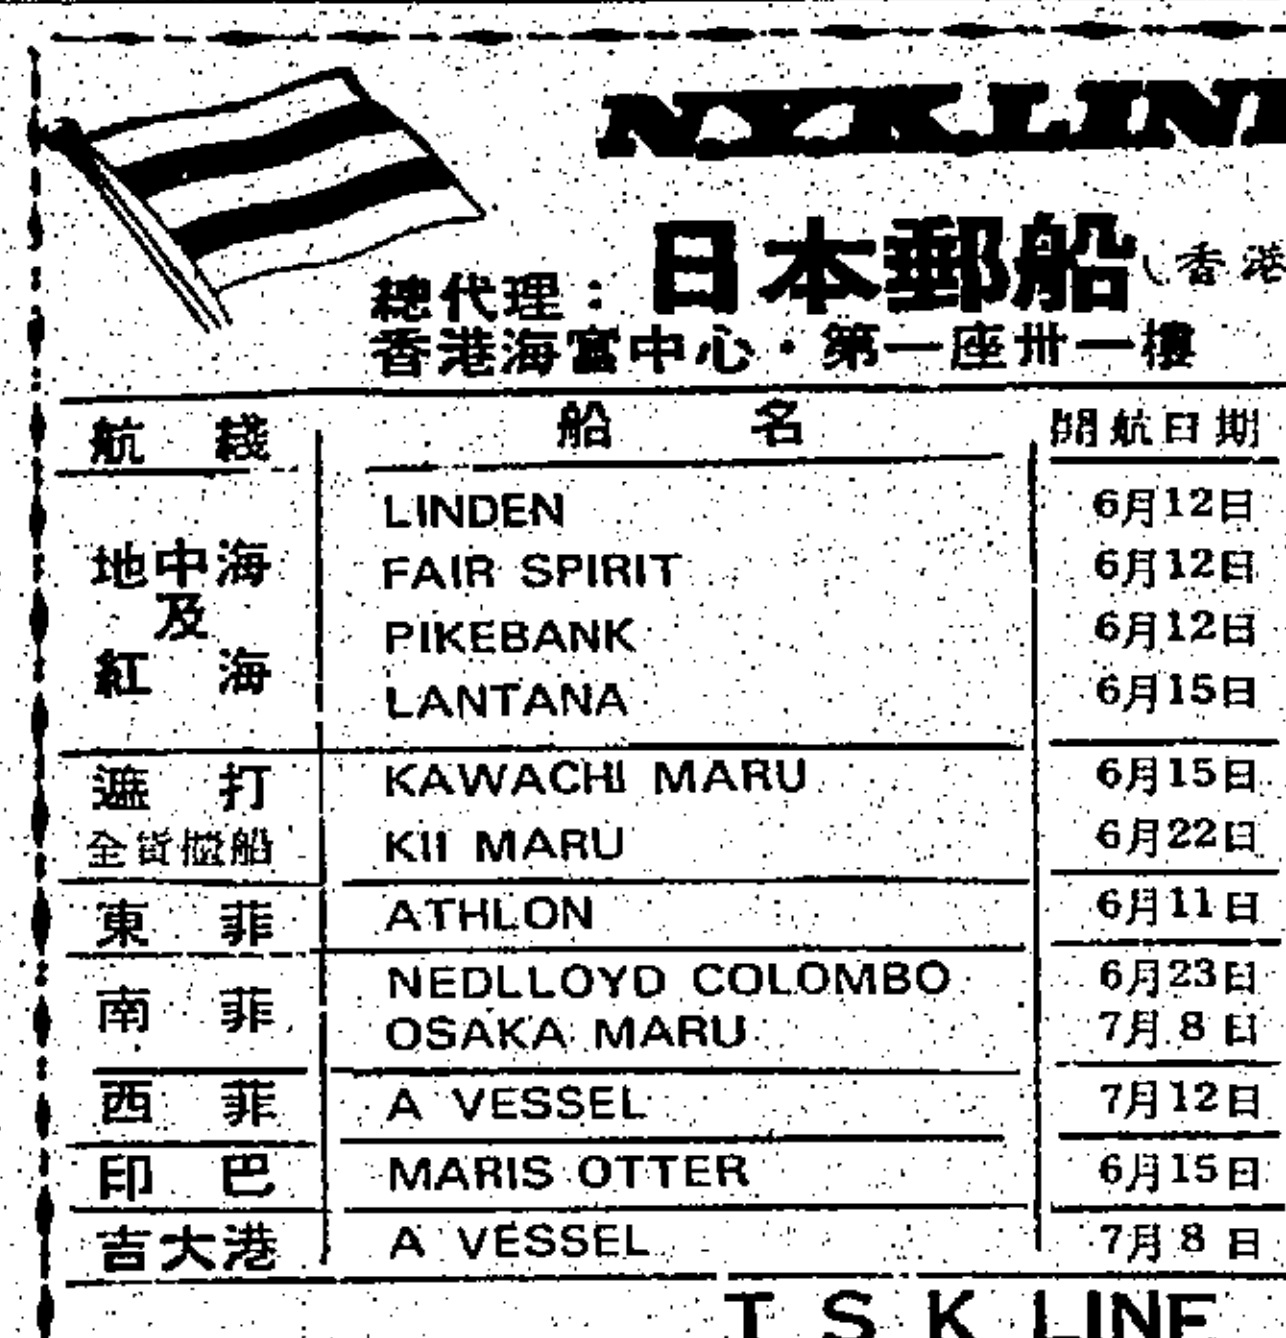 N.Y.K. LINE
日本郵船(香港
總代理:
香港海富中心・第一座卅一樓
航綫 船名 開航日期
地中海及紅海 LINDEN 6月12日
FAIR SPIRIT 6月12日
PIKEBANK 6月12日
LANTANA 6月15日
遮打 KAWACHI MARU 6月15日
全貨櫃船 KII MARU 6月22日
東菲 ATHLON 6月11日
南菲 NEDLLOYD COLOMBO 6月23日
OSAKA MARU 7月8日
西菲 A VESSEL 7月12日
印巴 MARIS OTTER 6月15日
吉大港 A VESSEL 7月8日
T S K LINE